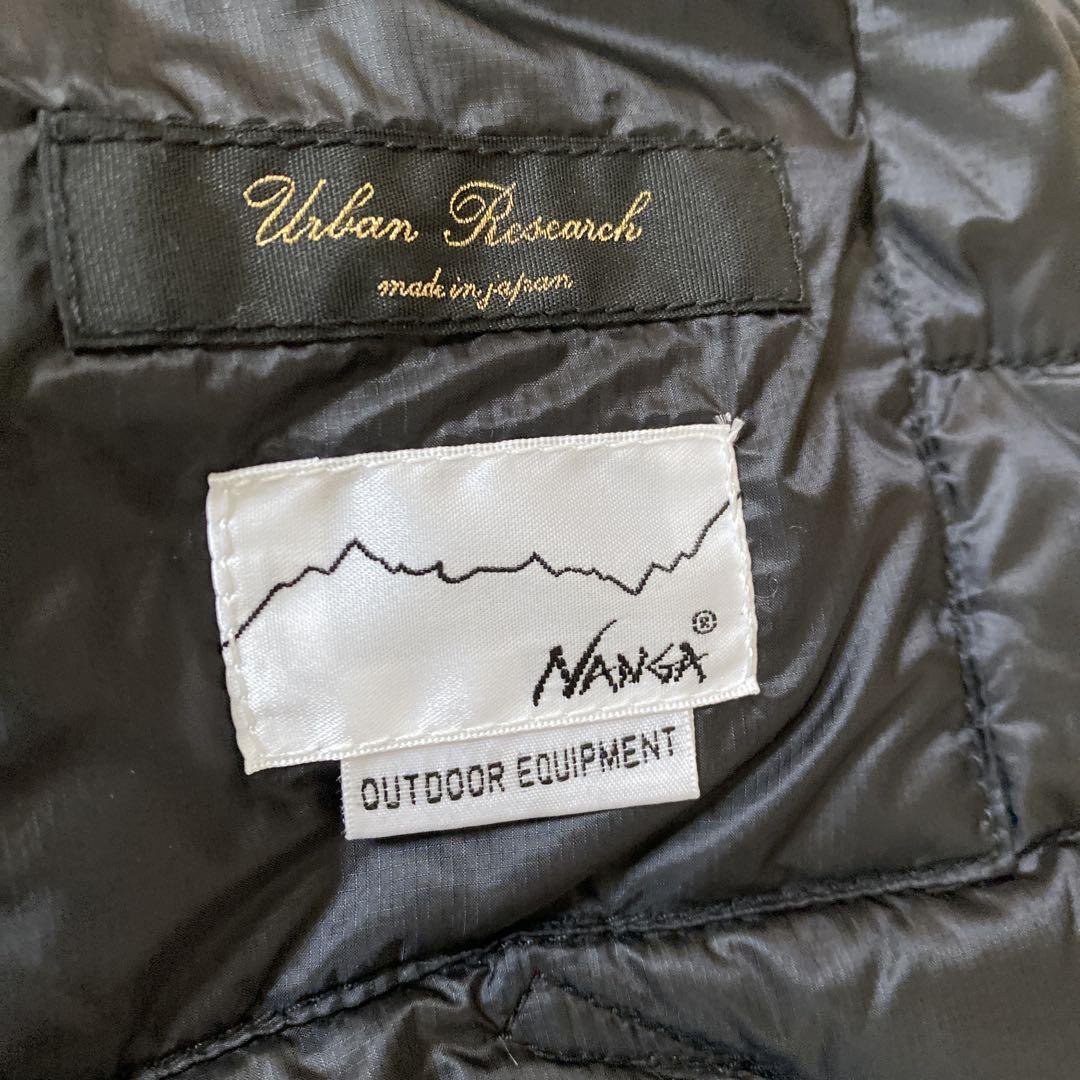 Urban Research
made in japan
NANGA®
OUTDOOR EQUIPMENT